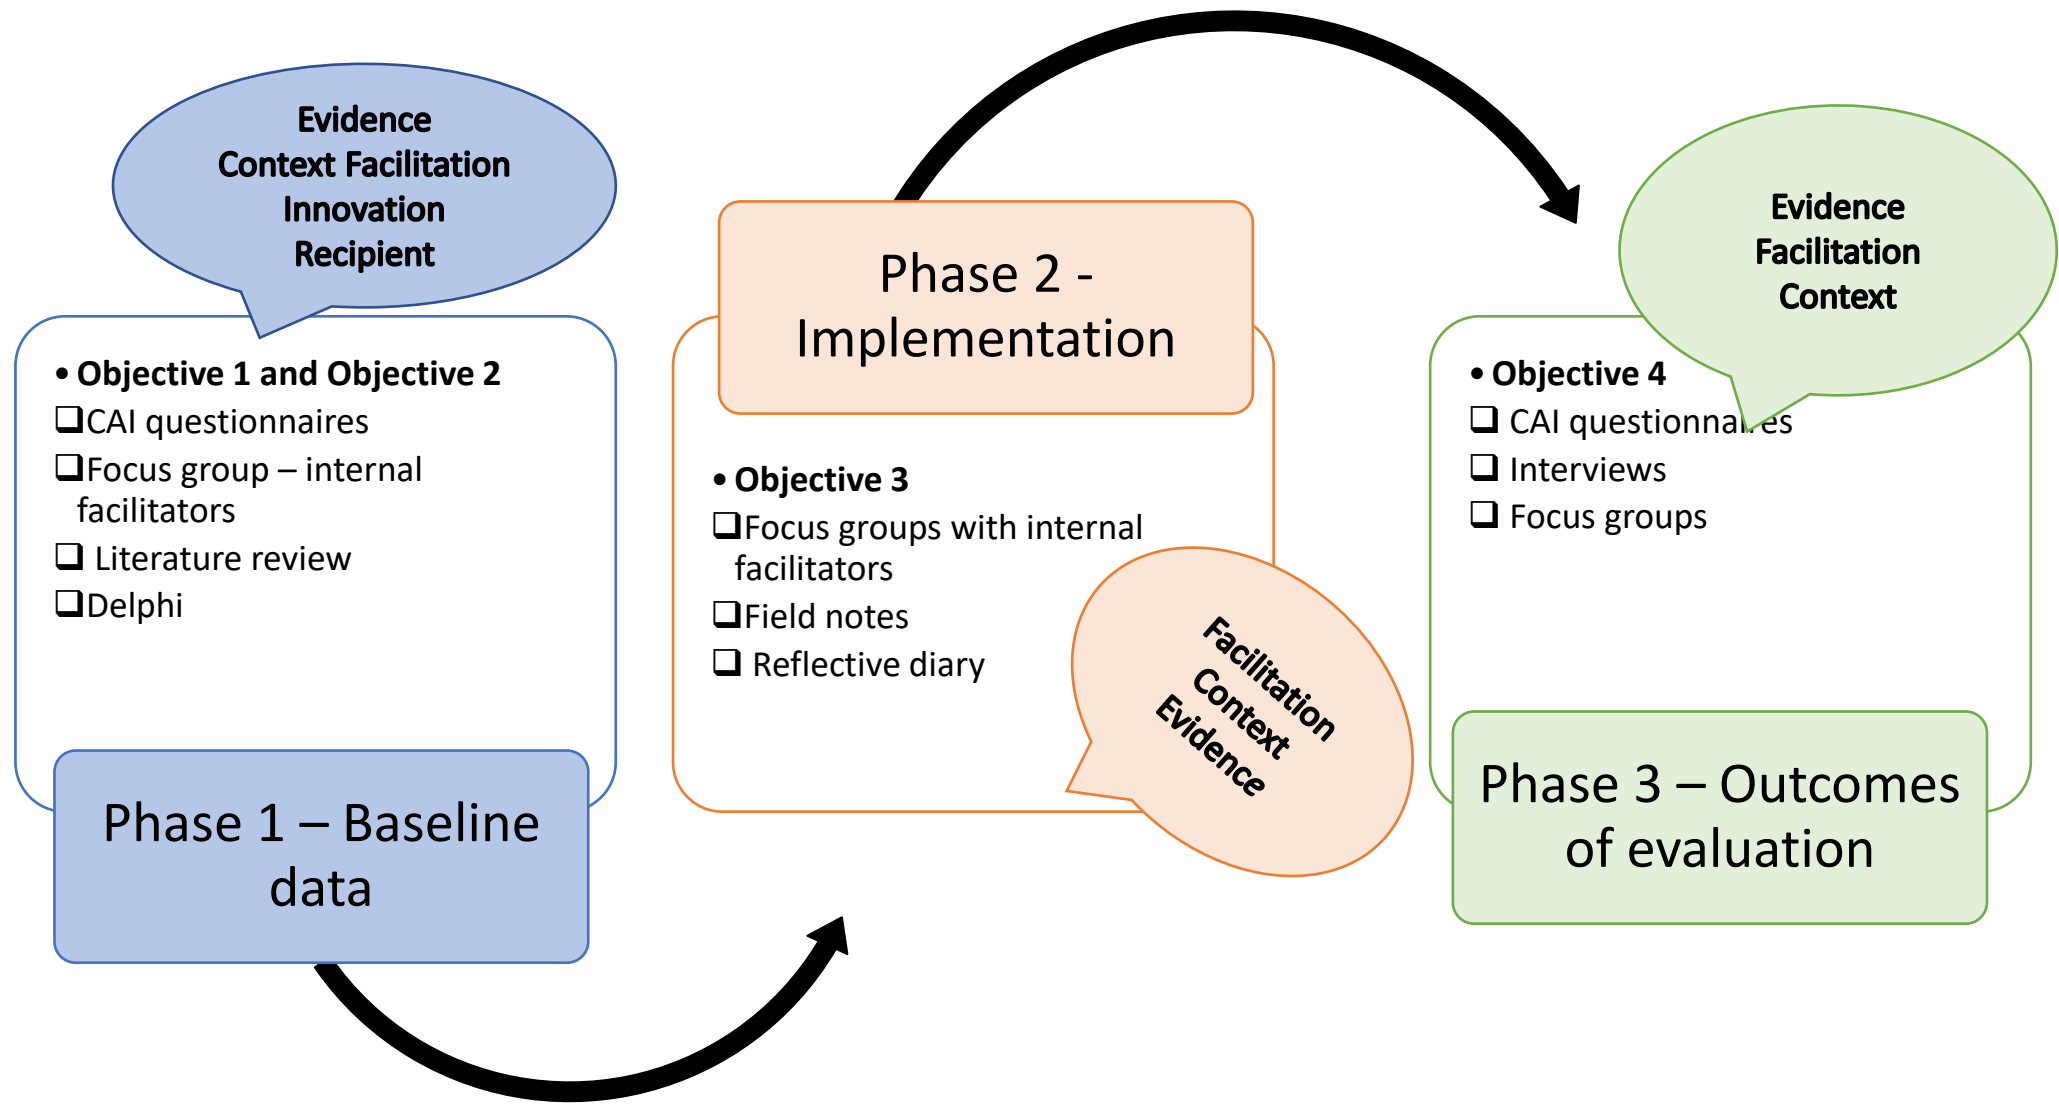 Evidence
Context Facilitation
Innovation
Recipient
• Objective 1 and Objective 2
❑CAI questionnaires
❑Focus group – internal
facilitators
❑ Literature review
❑Delphi
Phase 1 – Baseline
data
Phase 2 -
Implementation
• Objective 3
❑Focus groups with internal
facilitators
❑Field notes
❑ Reflective diary
Facilitation
Context
Evidence
Evidence
Facilitation
Context
• Objective 4
❑ CAI questionnaires
❑ Interviews
❑ Focus groups
Phase 3 – Outcomes
of evaluation